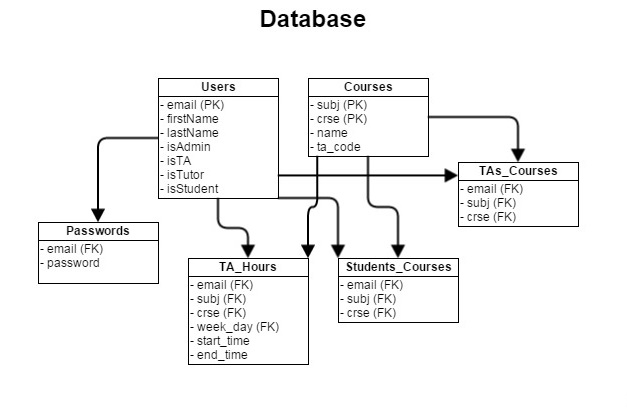 Database
Users
- email (PK)
- firstName
- lastName
- isAdmin
- isTA
- isTutor
- isStudent
Courses
- subj (PK)
- crse (PK)
- name
- ta_code
TAs_Courses
- email (FK)
- subj (FK)
- crse (FK)
Passwords
- email (FK)
- password
TA_Hours
- email (FK)
- subj (FK)
- crse (FK)
- week_day (FK)
- start_time
- end_time
Students_Courses
- email (FK)
- subj (FK)
- crse (FK)